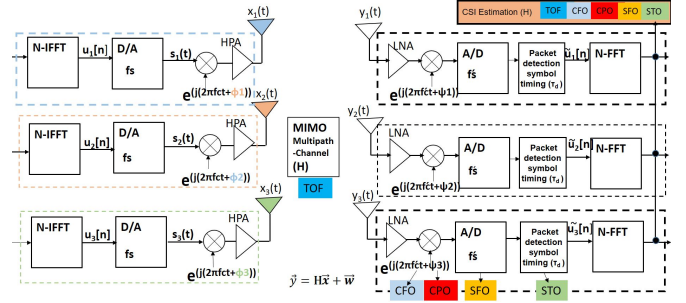 CSI Estimation (H) TOF CFO CPO SFO STO
x₁(t)
N-IFFT u₁[n] D/A fs s₁(t) HPA
e^(j(2πfct+ϕ1))
x₂(t)
N-IFFT u₂[n] D/A fs s₂(t) HPA
e^(j(2πfct+ϕ2))
x₃(t)
N-IFFT u₃[n] D/A fs s₃(t) HPA
e^(j(2πfct+ϕ3))
MIMO
Multipath
-Channel
(H)
TOF
y⃗ = Hx⃗ + w⃗
y₁(t)
LNA A/D fś
Packet
detection
symbol
timing (τd)
ũ₁[n] N-FFT
e^(j(2πfćt+ψ1))
y₂(t)
LNA A/D fś
Packet
detection
symbol
timing (τd)
ũ₂[n] N-FFT
e^(j(2πfćt+ψ2))
y₃(t)
LNA A/D fś
Packet
detection
symbol
timing (τd)
ũ₃[n] N-FFT
e^(j(2πfćt+ψ3))
CFO CPO SFO STO